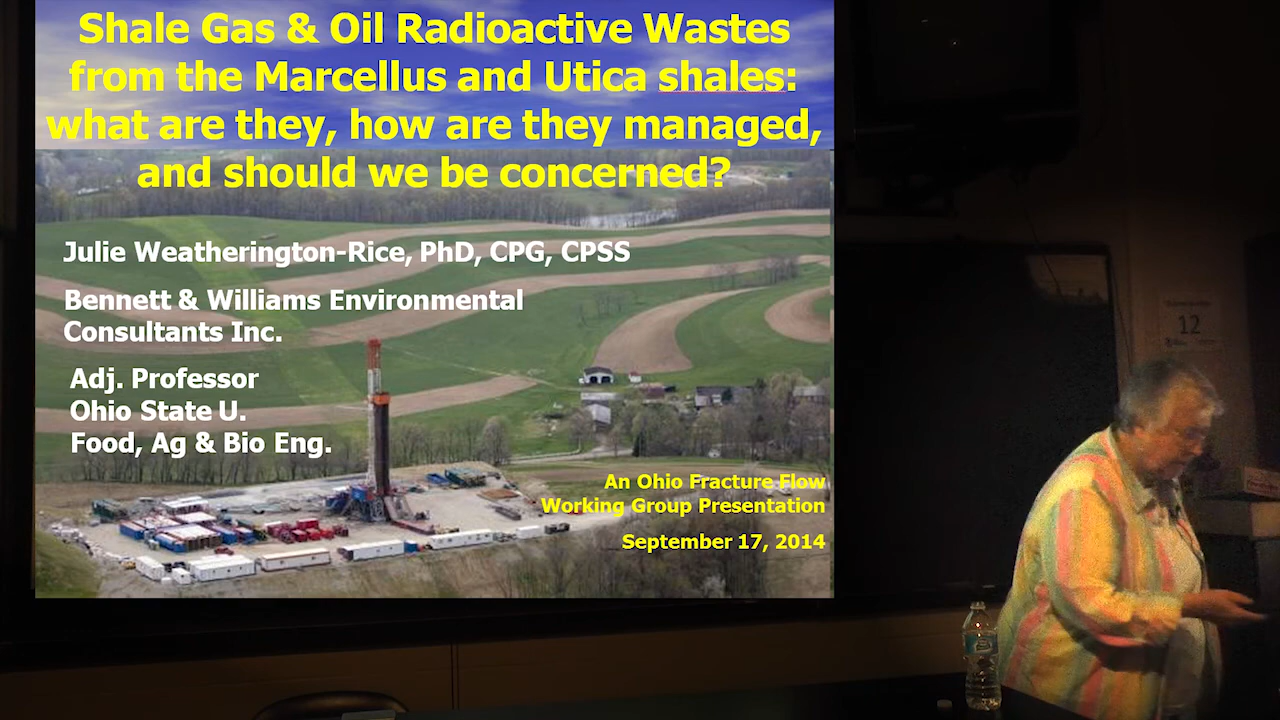 Shale Gas & Oil Radioactive Wastes
from the Marcellus and Utica shales:
what are they, how are they managed,
and should we be concerned?
Julie Weatherington-Rice, PhD, CPG, CPSS
Bennett & Williams Environmental
Consultants Inc.
Adj. Professor
Ohio State U.
Food, Ag & Bio Eng.
An Ohio Fracture Flow
Working Group Presentation
September 17, 2014
12